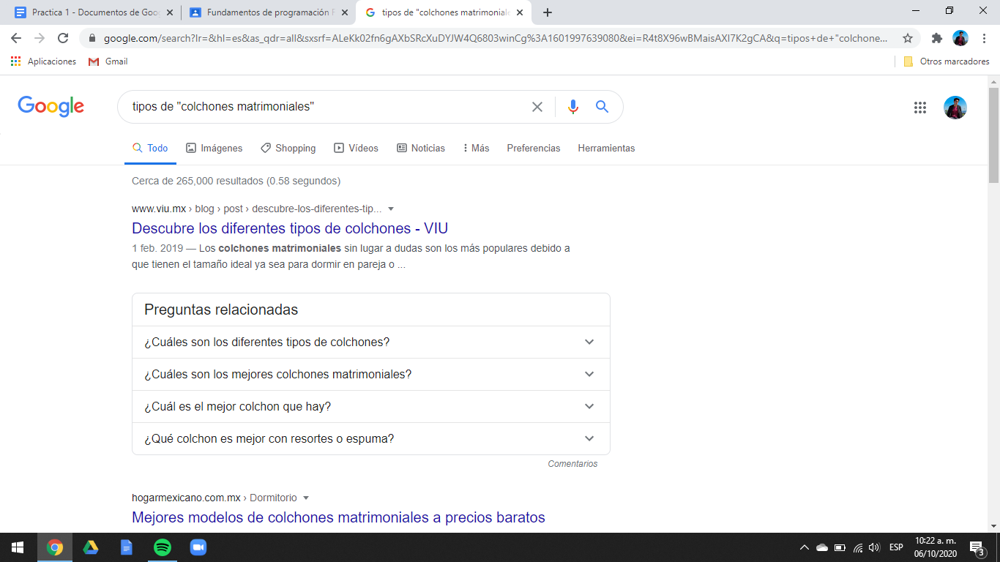 Practica 1 - Documentos de Goo
Fundamentos de programación F
tipos de "colchones matrimoniale
google.com/search?lr=&hl=es&as_qdr=all&sxsrf=ALeKk02fn6gAXbSRcXuDYJW4Q6803winCg%3A1601997639080&ei=R4t8X96wBMaisAXI7K2gCA&q=tipos+de+"colchone...
Aplicaciones
Gmail
Otros marcadores
Google
tipos de "colchones matrimoniales"
Todo
Imágenes
Shopping
Vídeos
Noticias
Más
Preferencias
Herramientas
Cerca de 265,000 resultados (0.58 segundos)
www.viu.mx › blog › post › descubre-los-diferentes-tip...
Descubre los diferentes tipos de colchones - VIU
1 feb. 2019 — Los colchones matrimoniales sin lugar a dudas son los más populares debido a
que tienen el tamaño ideal ya sea para dormir en pareja o ...
Preguntas relacionadas
¿Cuáles son los diferentes tipos de colchones?
¿Cuáles son los mejores colchones matrimoniales?
¿Cuál es el mejor colchon que hay?
¿Qué colchon es mejor con resortes o espuma?
Comentarios
hogarmexicano.com.mx › Dormitorio
Mejores modelos de colchones matrimoniales a precios baratos
ESP
10:22 a. m.
06/10/2020
3